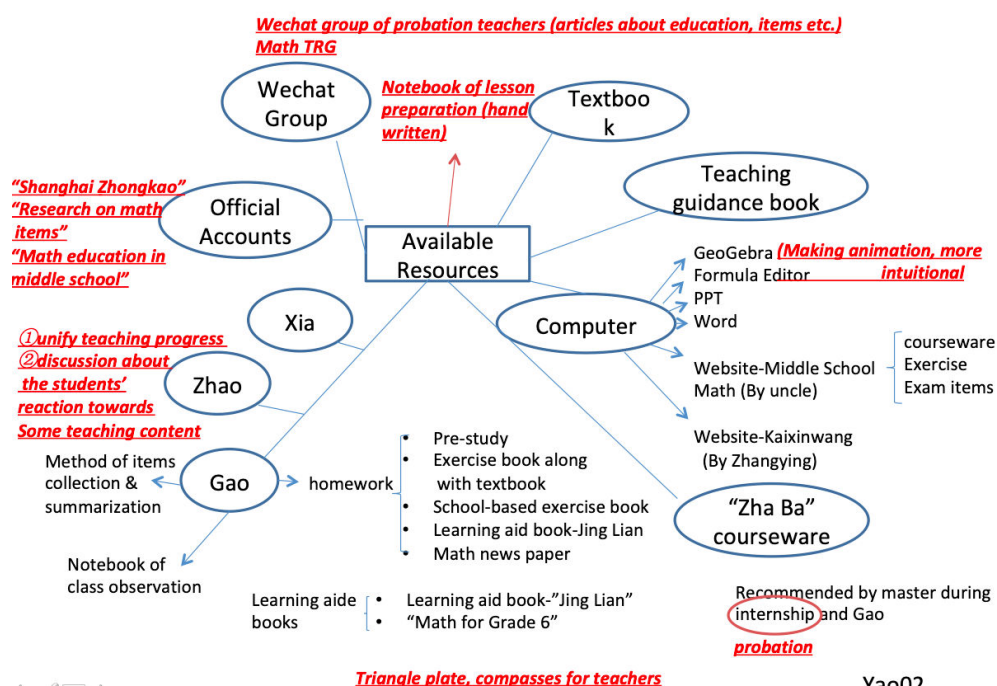 Wechat group of probation teachers (articles about education, items etc.)
Math TRG
Wechat
Group
Notebook of lesson
preparation (hand
written)
Textboo
k
Teaching
guidance book
“Shanghai Zhongkao”
“Research on math
items”
“Math education in
middle school”
Official
Accounts
Available
Resources
GeoGebra (Making animation, more
Formula Editor intuitional
PPT
Word
Computer
Xia
①unify teaching progress
②discussion about
the students’
reaction towards
Some teaching content
Zhao
Website-Middle School
Math (By uncle)
courseware
Exercise
Exam items
Website-Kaixinwang
(By Zhangying)
Gao
Method of items
collection &
summarization
homework
• Pre-study
• Exercise book along
with textbook
• School-based exercise book
• Learning aid book-Jing Lian
• Math news paper
“Zha Ba”
courseware
Notebook of
class observation
Learning aide
books
• Learning aid book-”Jing Lian”
• “Math for Grade 6”
Recommended by master during
internship and Gao
probation
Triangle plate, compasses for teachers
Yao02